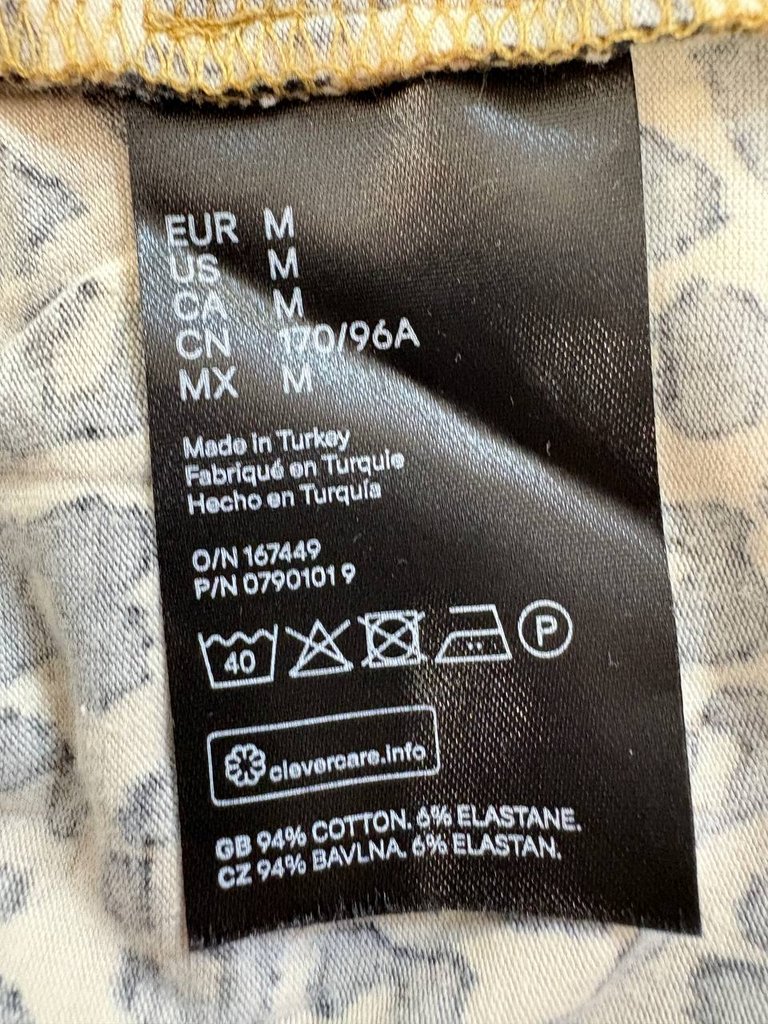 EUR M
US M
CA M
CN 170/96A
MX M
Made in Turkey
Fabriqué en Turquie
Hecho en Turquía
O/N 167449
P/N 0790101 9
40 P
clevercare.info
GB 94% COTTON. 6% ELASTANE.
CZ 94% BAVLNA. 6% ELASTAN.